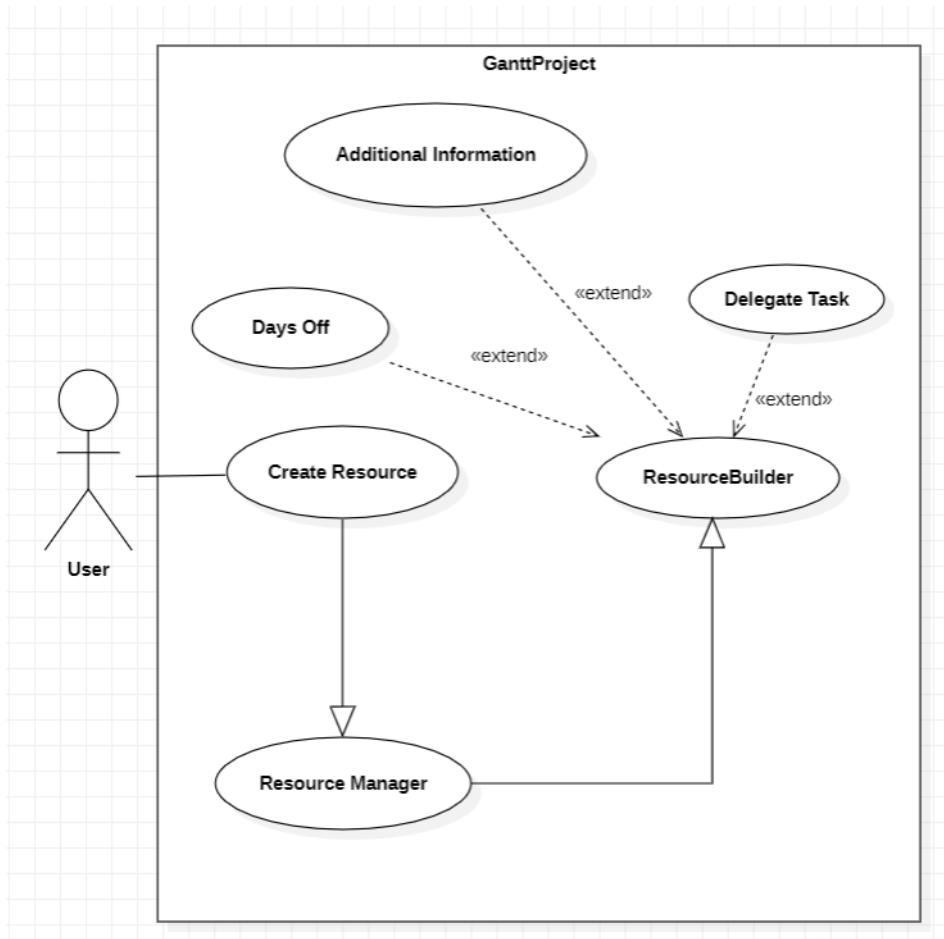 GanttProject
Additional Information
«extend»
Delegate Task
Days Off
«extend»
«extend»
Create Resource
ResourceBuilder
User
Resource Manager